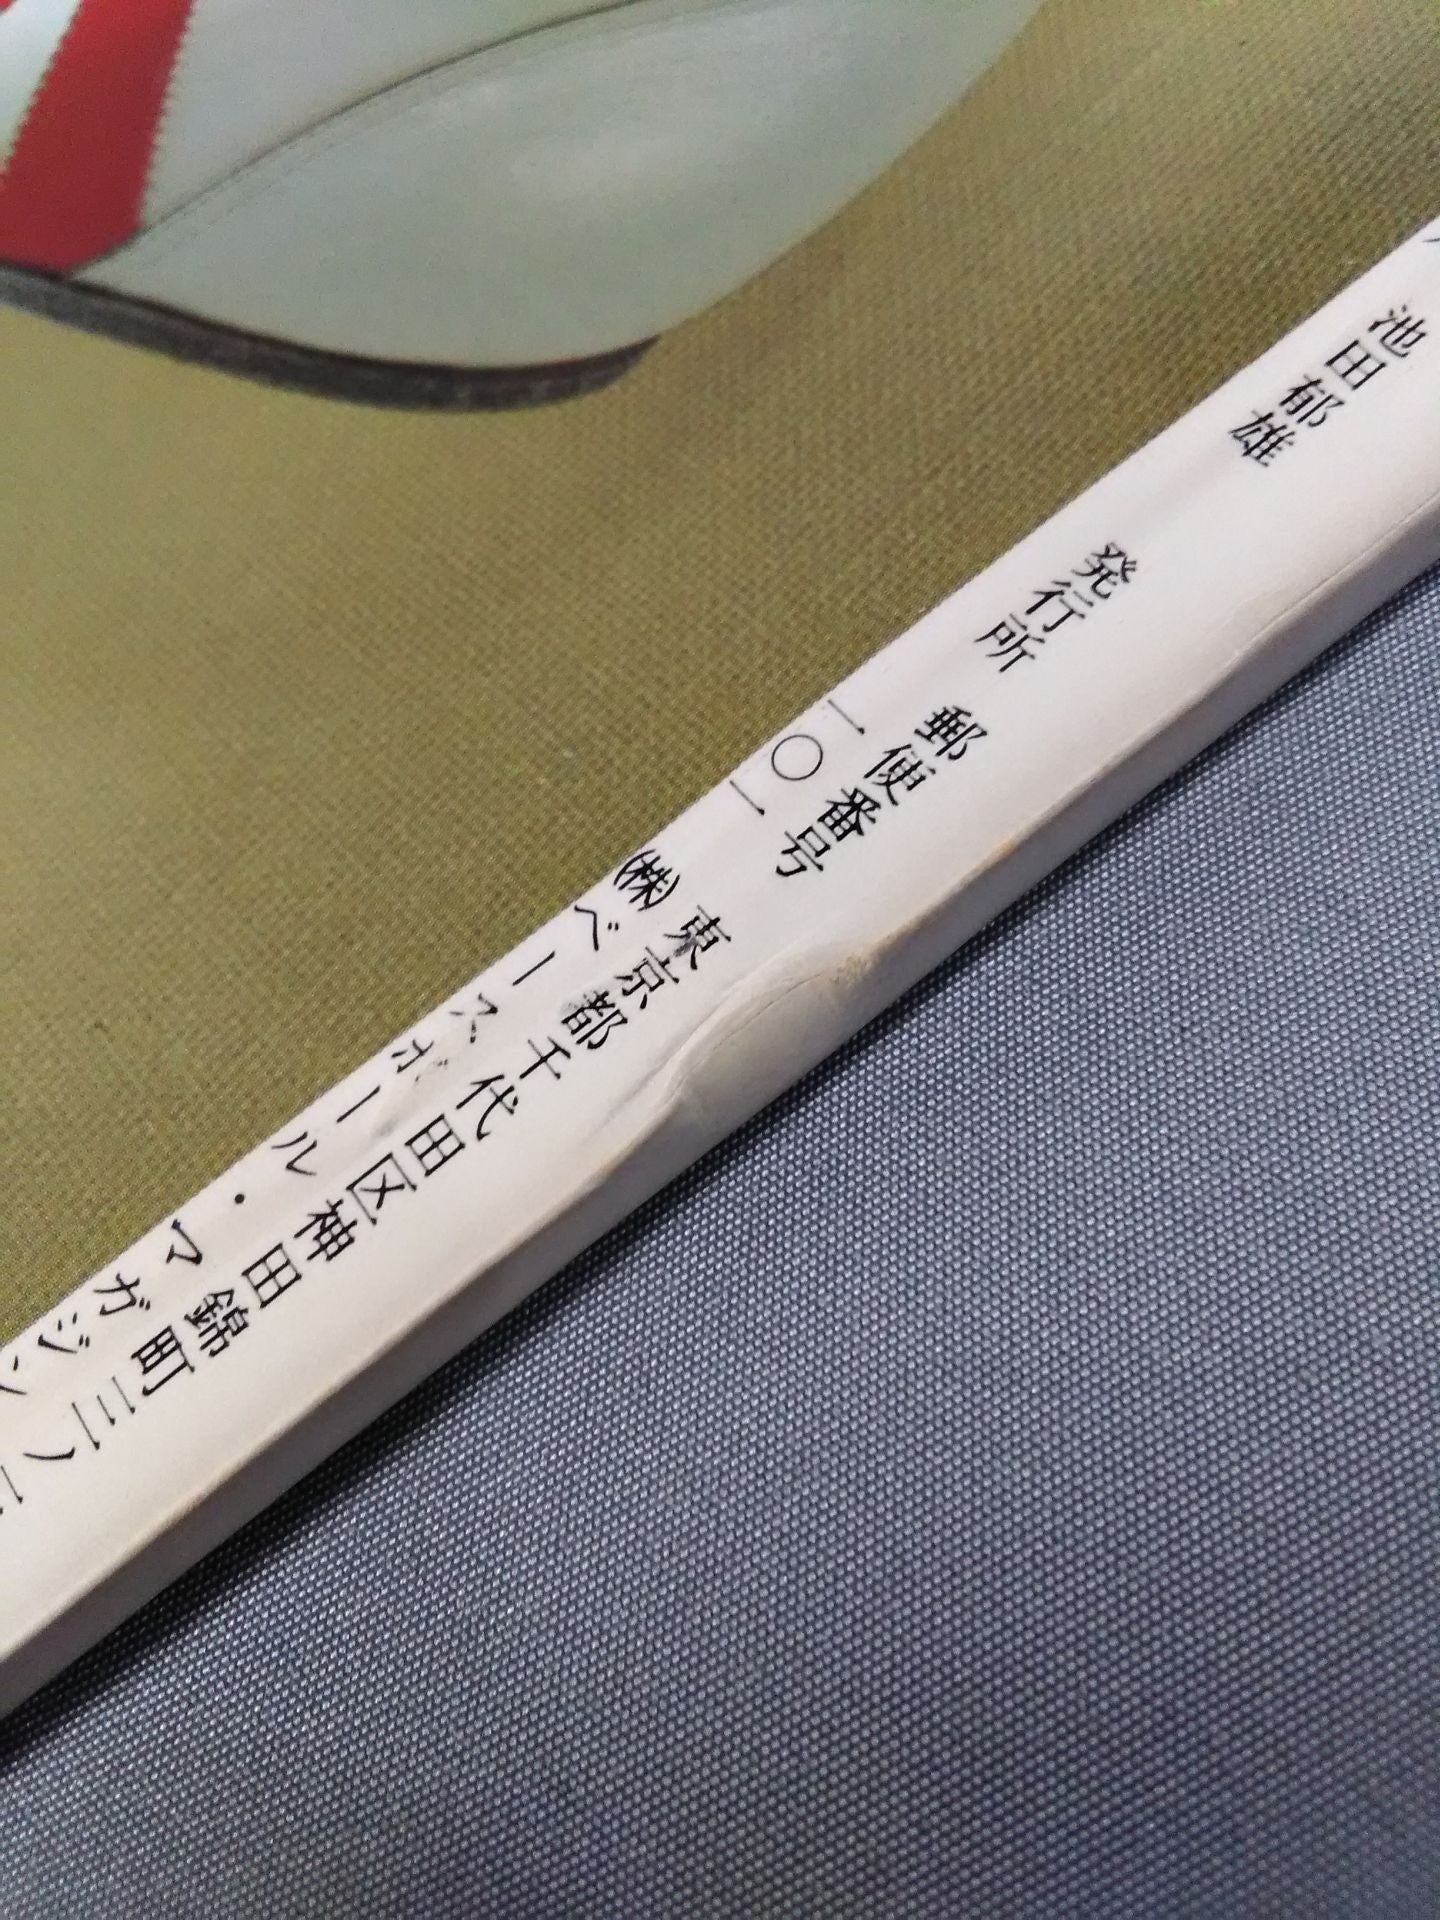 池田郁雄
発行所
郵便番号
一〇一
東京都千代田区神田錦町三ノ
㈱ベースボール・マガジン